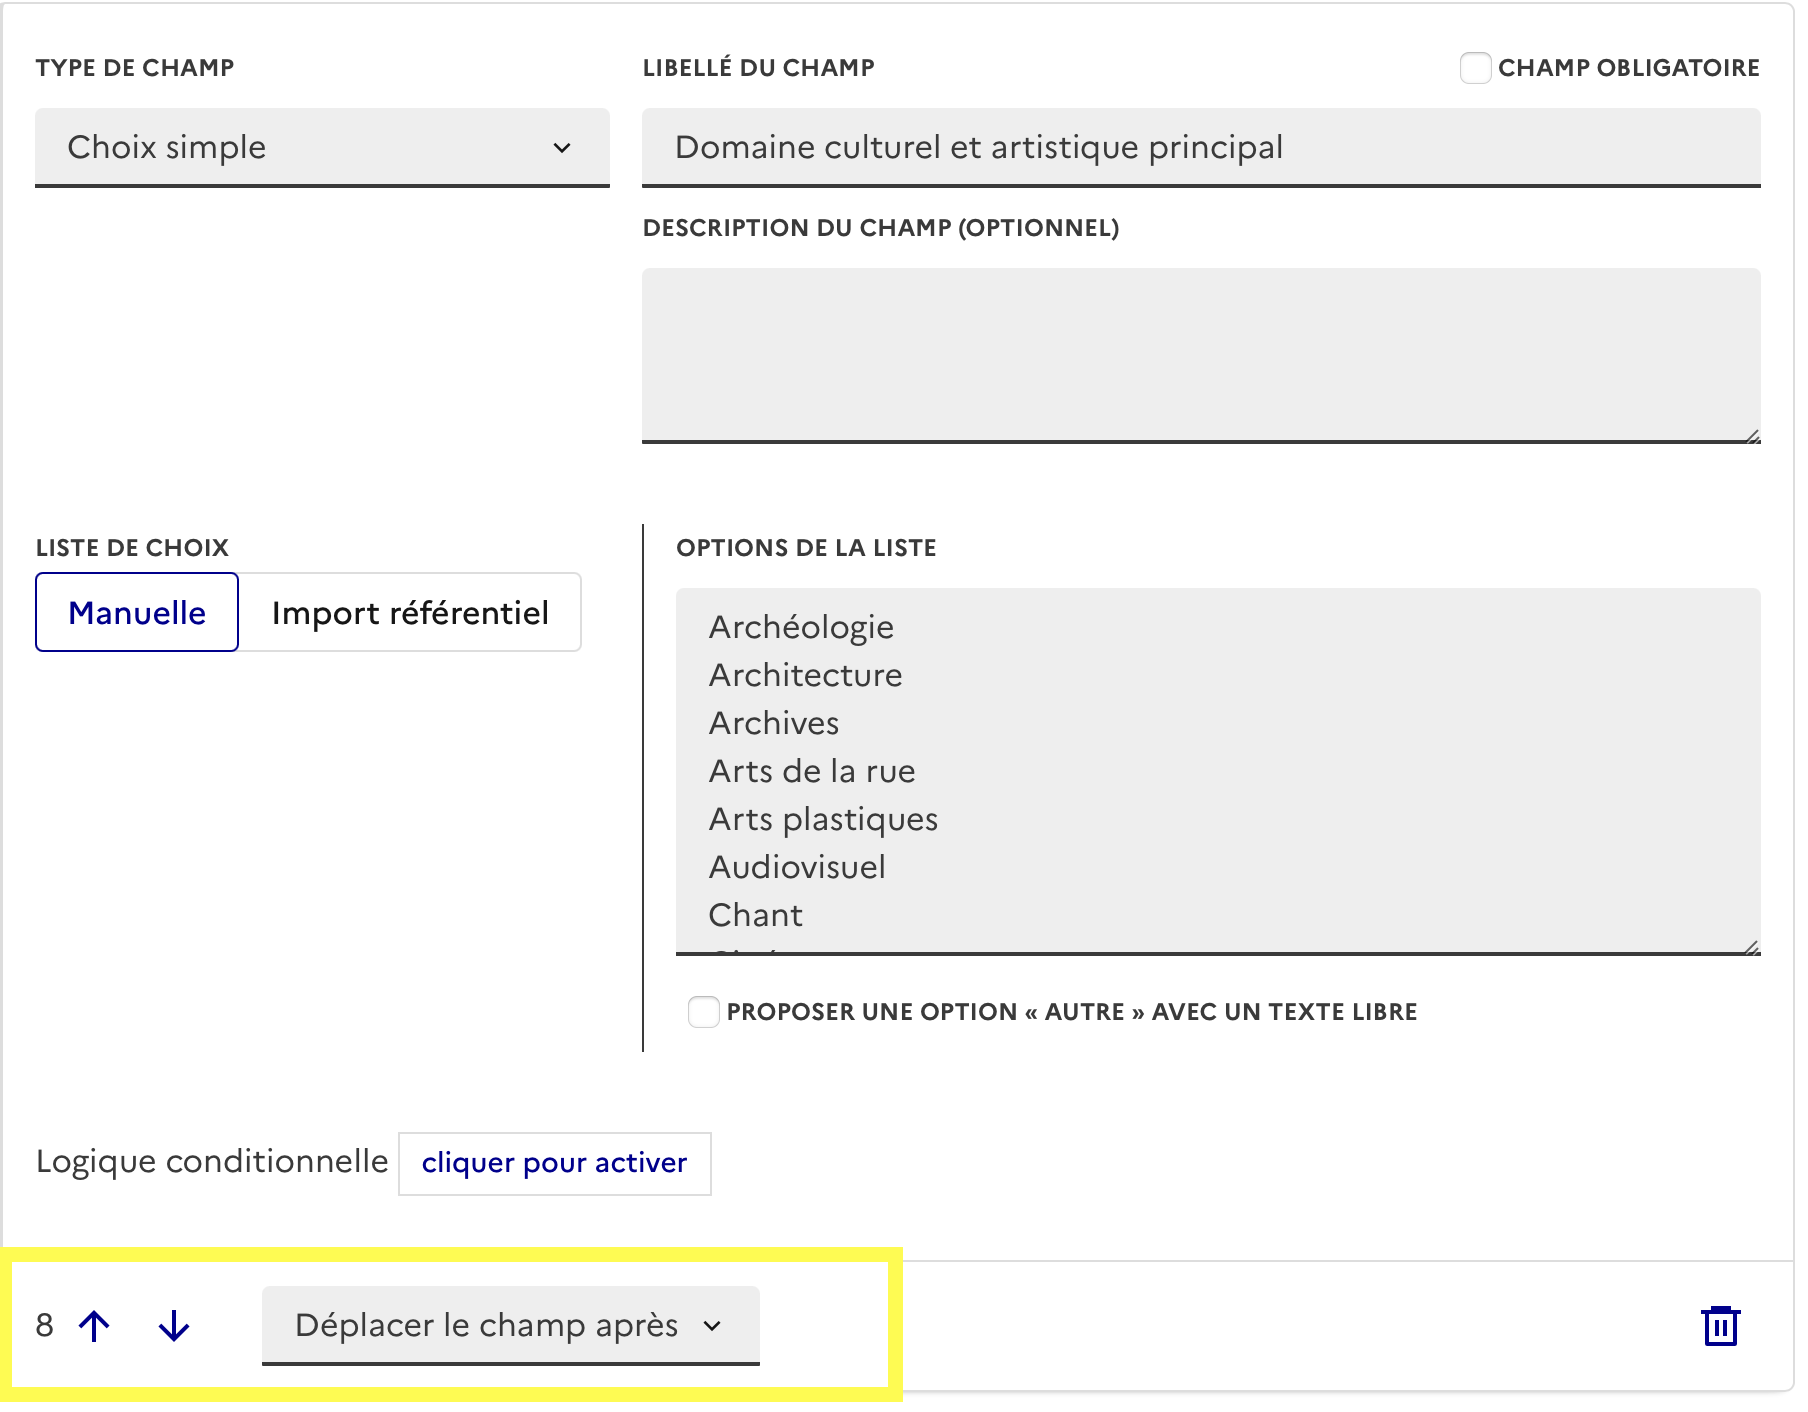 TYPE DE CHAMP
Choix simple
LIBELLÉ DU CHAMP
CHAMP OBLIGATOIRE
Domaine culturel et artistique principal
DESCRIPTION DU CHAMP (OPTIONNEL)
LISTE DE CHOIX
Manuelle
Import référentiel
OPTIONS DE LA LISTE
Archéologie
Architecture
Archives
Arts de la rue
Arts plastiques
Audiovisuel
Chant
PROPOSER UNE OPTION « AUTRE » AVEC UN TEXTE LIBRE
Logique conditionnelle
cliquer pour activer
8
Déplacer le champ après